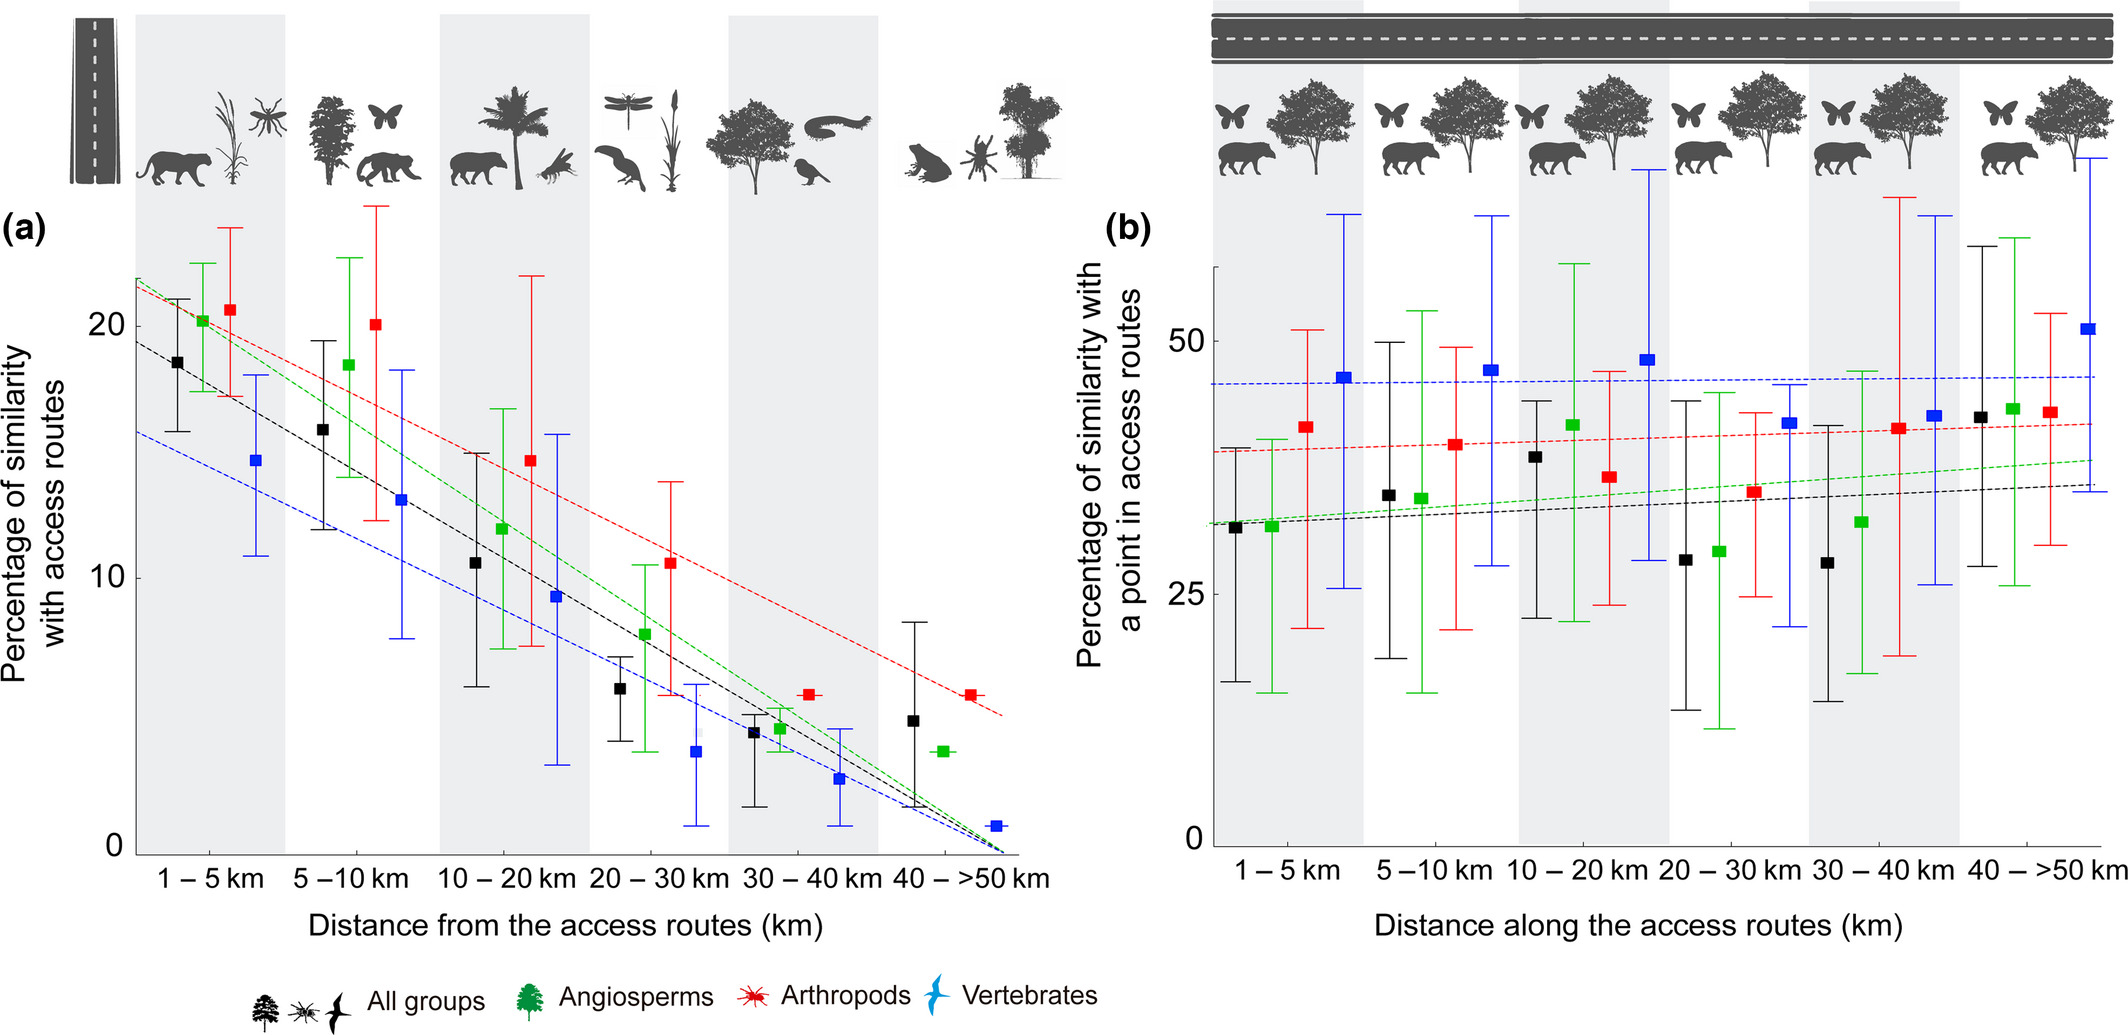 (a)
Percentage of similarity
with access routes
20
10
0
1 – 5 km 5 –10 km 10 – 20 km 20 – 30 km 30 – 40 km 40 – >50 km
Distance from the access routes (km)
(b)
Percentage of similarity with
a point in access routes
50
25
0
1 – 5 km 5 –10 km 10 – 20 km 20 – 30 km 30 – 40 km 40 – >50 km
Distance along the access routes (km)
All groups Angiosperms Arthropods Vertebrates